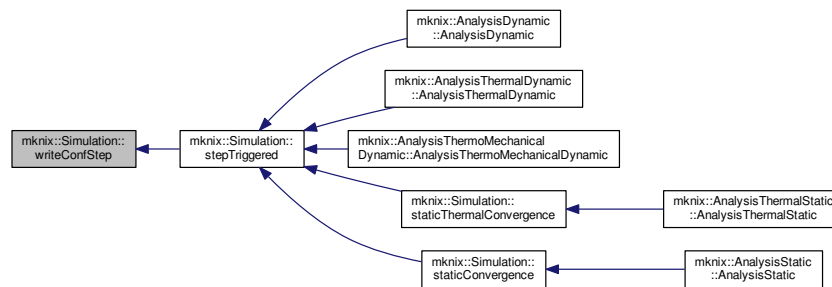 mknix::AnalysisDynamic
::AnalysisDynamic
mknix::AnalysisThermalDynamic
::AnalysisThermalDynamic
mknix::Simulation::
writeConfStep
mknix::Simulation::
stepTriggered
mknix::AnalysisThermoMechanical
Dynamic::AnalysisThermoMechanicalDynamic
mknix::Simulation::
staticThermalConvergence
mknix::AnalysisThermalStatic
::AnalysisThermalStatic
mknix::Simulation::
staticConvergence
mknix::AnalysisStatic
::AnalysisStatic